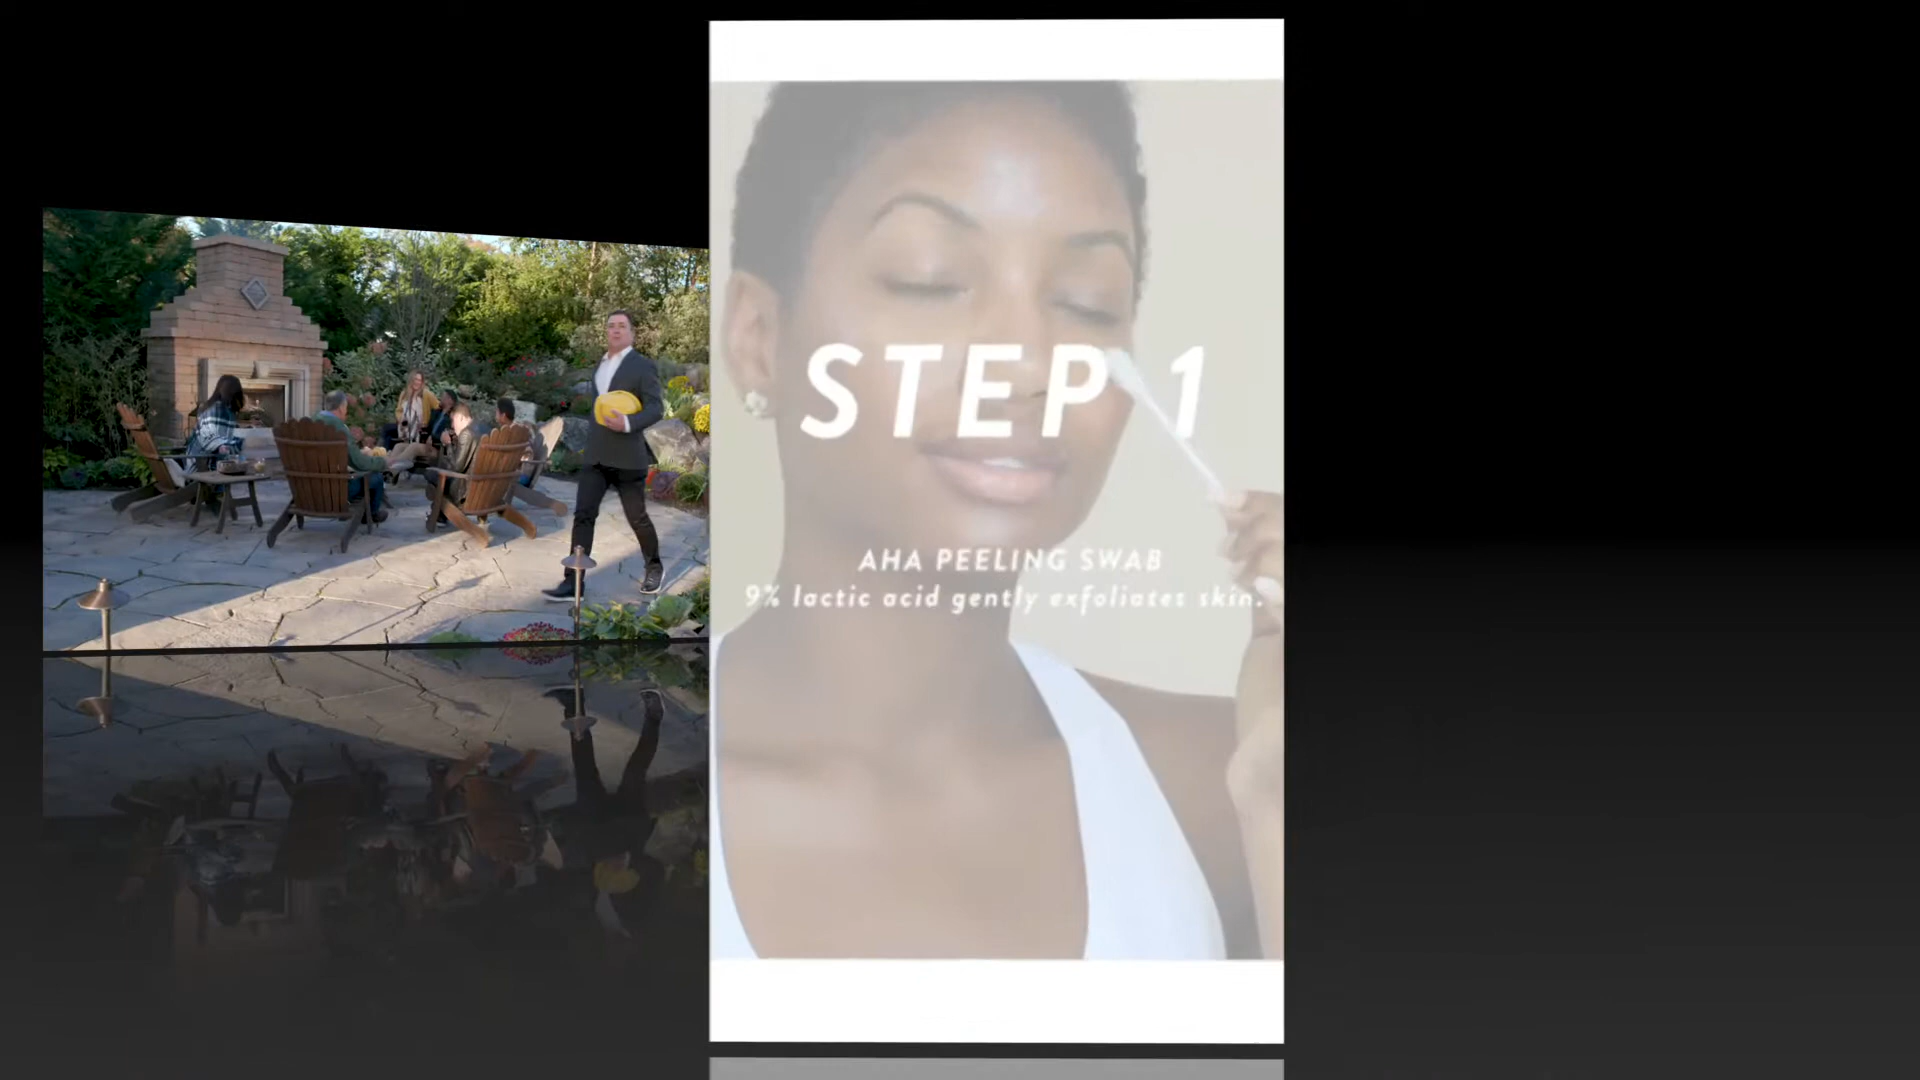 STEP 1
AHA PEELING SWAB
9% lactic acid gently exfoliates skin.